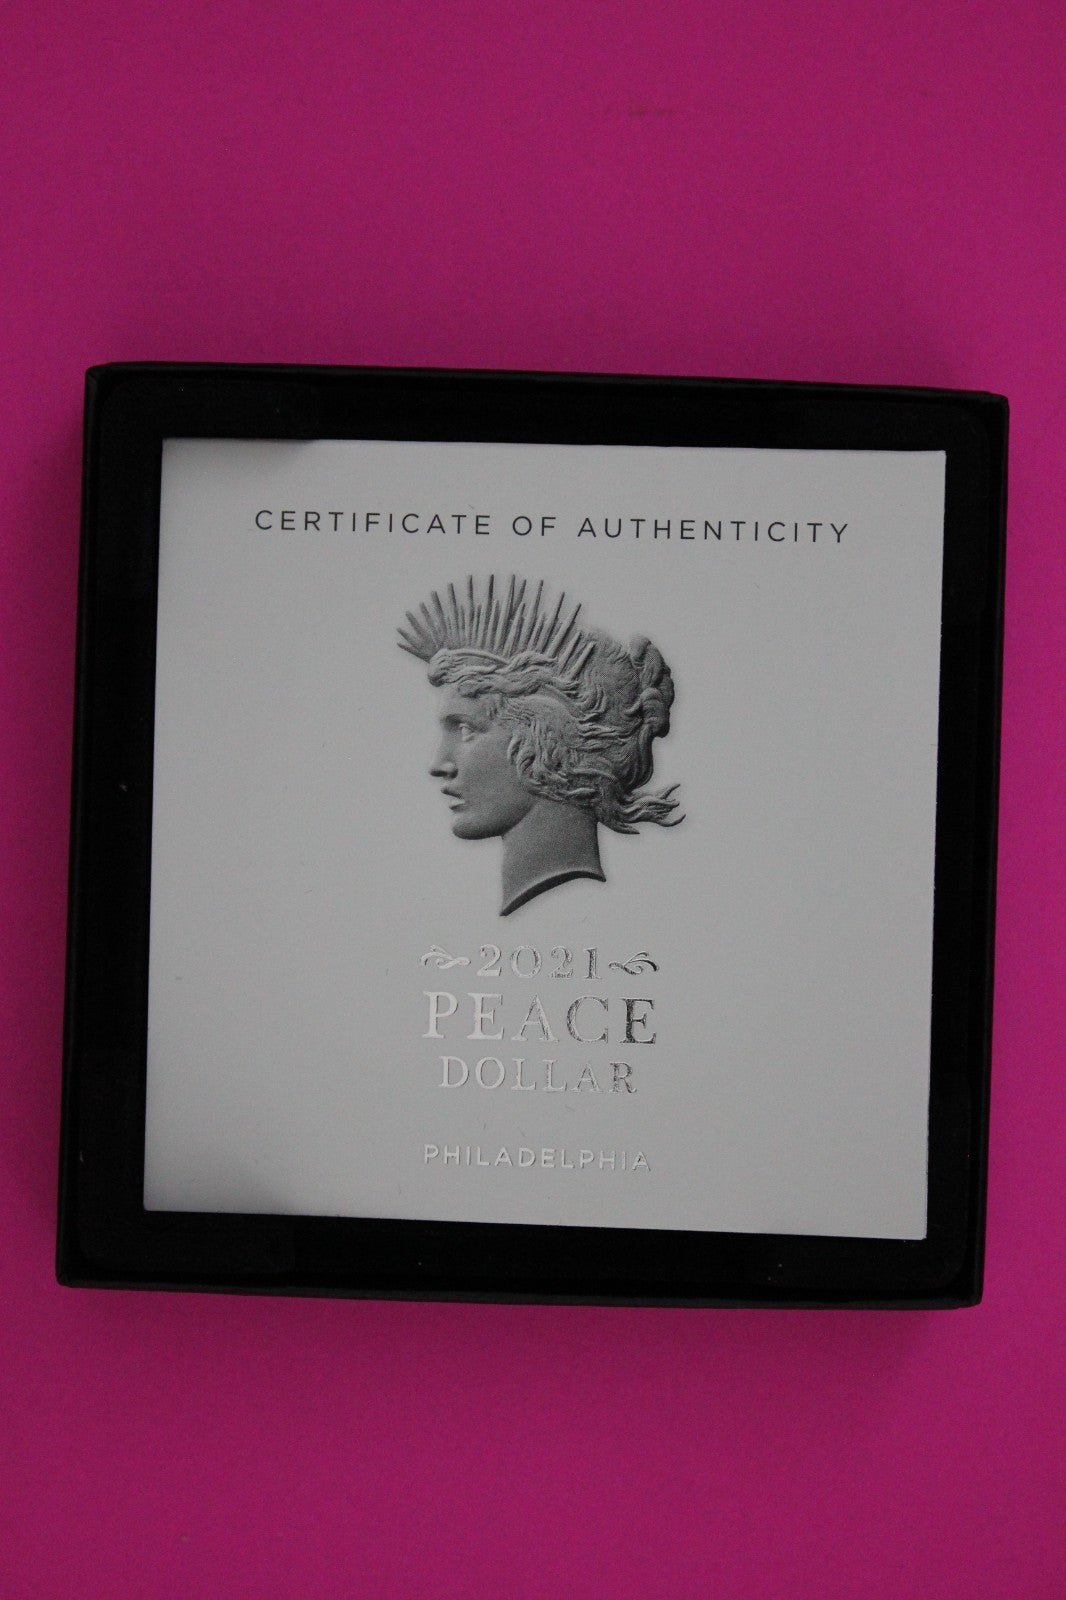 CERTIFICATE OF AUTHENTICITY
2021
PEACE
DOLLAR
PHILADELPHIA